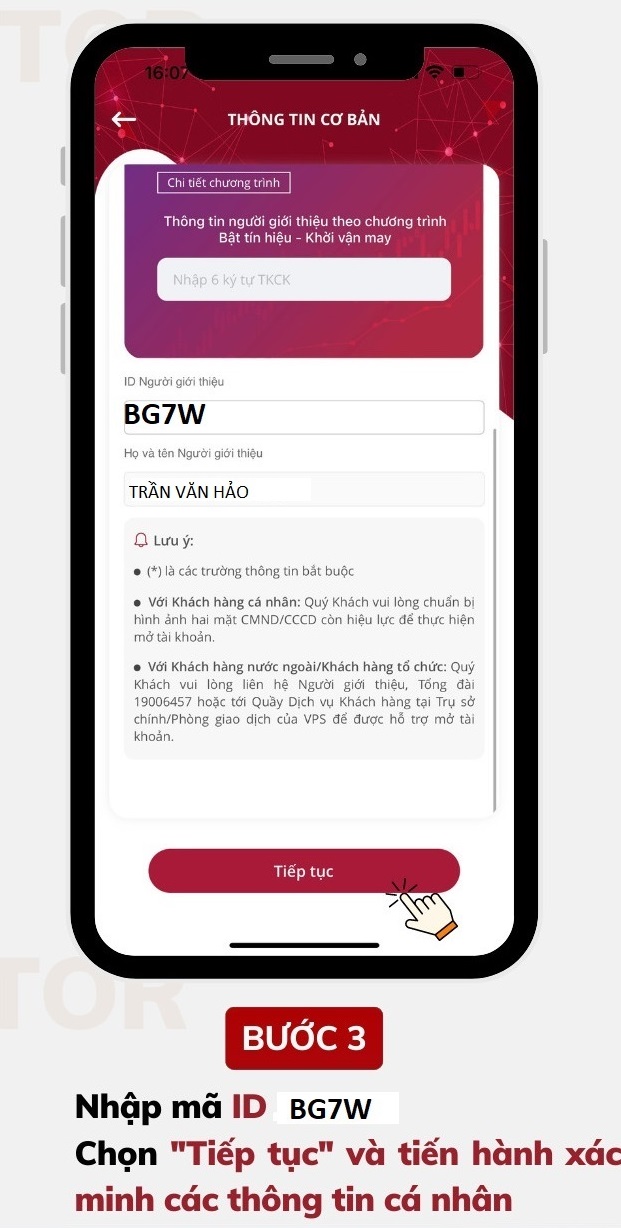 TOR
16:07
THÔNG TIN CƠ BẢN
Chi tiết chương trình
Thông tin người giới thiệu theo chương trình
Bật tín hiệu - Khởi vận may
Nhập 6 ký tự TKCK
ID Người giới thiệu
BG7W
Họ và tên Người giới thiệu
TRẦN VĂN HẢO
Lưu ý:
● (*) là các trường thông tin bắt buộc
● Với Khách hàng cá nhân: Quý Khách vui lòng chuẩn bị
hình ảnh hai mặt CMND/CCCD còn hiệu lực để thực hiện
mở tài khoản.
● Với Khách hàng nước ngoài/Khách hàng tổ chức: Quý
Khách vui lòng liên hệ Người giới thiệu, Tổng đài
19006457 hoặc tới Quầy Dịch vụ Khách hàng tại Trụ sở
chính/Phòng giao dịch của VPS để được hỗ trợ mở tài
khoản.
Tiếp tục
TOR
BƯỚC 3
Nhập mã ID BG7W
Chọn "Tiếp tục" và tiến hành xác
minh các thông tin cá nhân